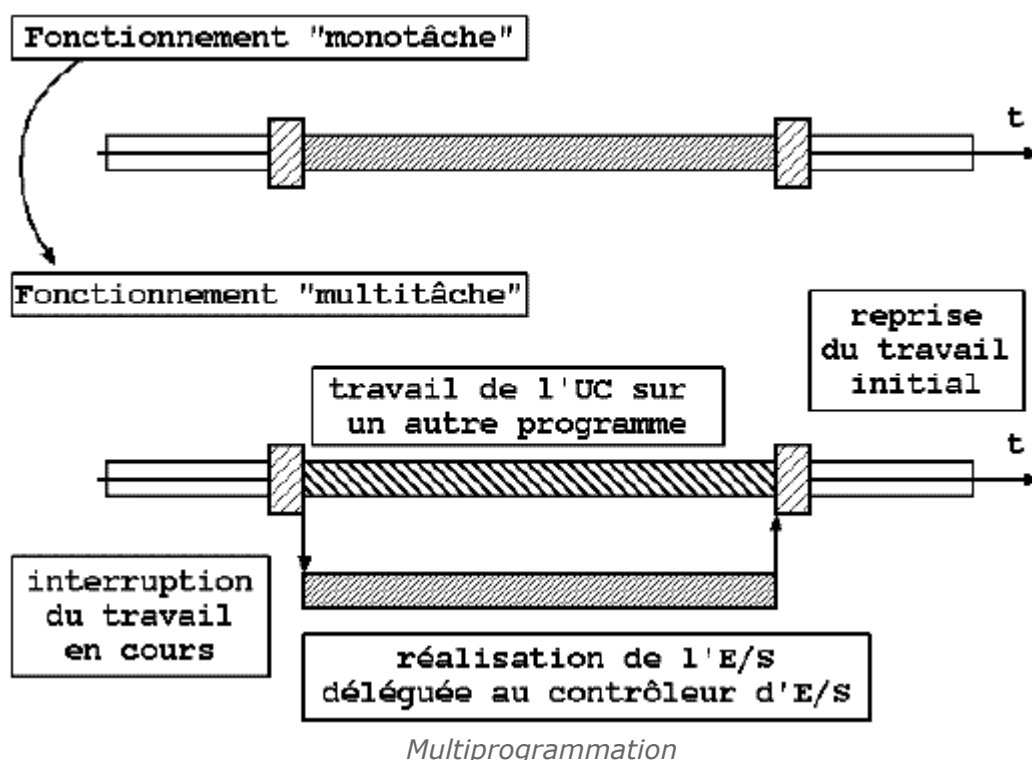 Fonctionnement "monotâche"
t
Fonctionnement "multitâche"
reprise
du travail
initial
travail de l'UC sur
un autre programme
t
interruption
du travail
en cours
réalisation de l'E/S
déléguée au contrôleur d'E/S
Multiprogrammation